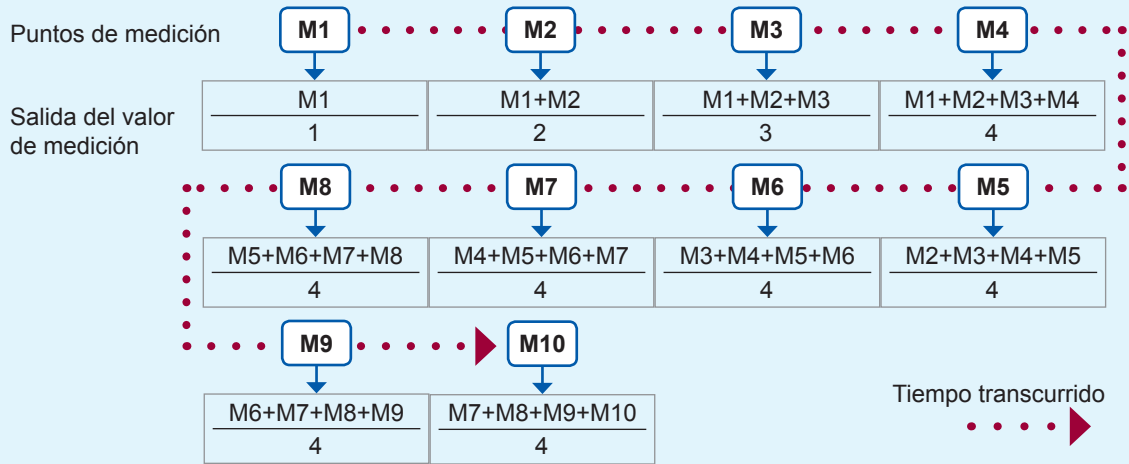 Puntos de medición
M1 M2 M3 M4
Salida del valor
de medición
M1 M1+M2 M1+M2+M3 M1+M2+M3+M4
1 2 3 4
M8 M7 M6 M5
M5+M6+M7+M8 M4+M5+M6+M7 M3+M4+M5+M6 M2+M3+M4+M5
4 4 4 4
M9 M10
M6+M7+M8+M9 M7+M8+M9+M10
4 4
Tiempo transcurrido